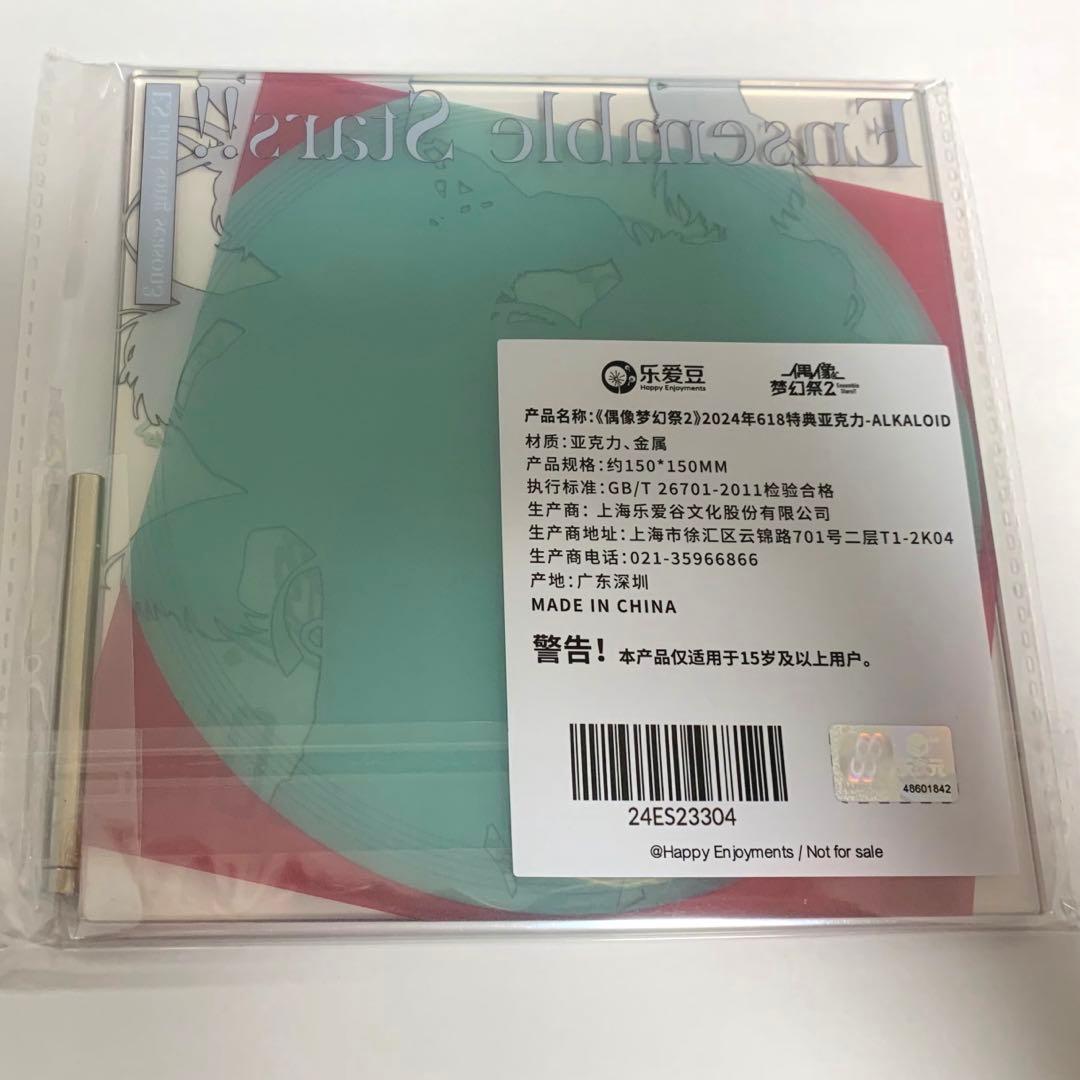 Ensemble Stars!!
ES idol song season3
乐爱豆
Happy Enjoyments
偶像
梦幻祭2
Ensemble
Stars!!
产品名称:《偶像梦幻祭2》2024年618特典亚克力-ALKALOID
材质:亚克力、金属
产品规格:约150*150MM
执行标准:GB/T 26701-2011检验合格
生产商: 上海乐爱谷文化股份有限公司
生产商地址:上海市徐汇区云锦路701号二层T1-2K04
生产商电话:021-35966866
产地:广东深圳
MADE IN CHINA
警告! 本产品仅适用于15岁及以上用户。
24ES23304
48601842
@Happy Enjoyments / Not for sale